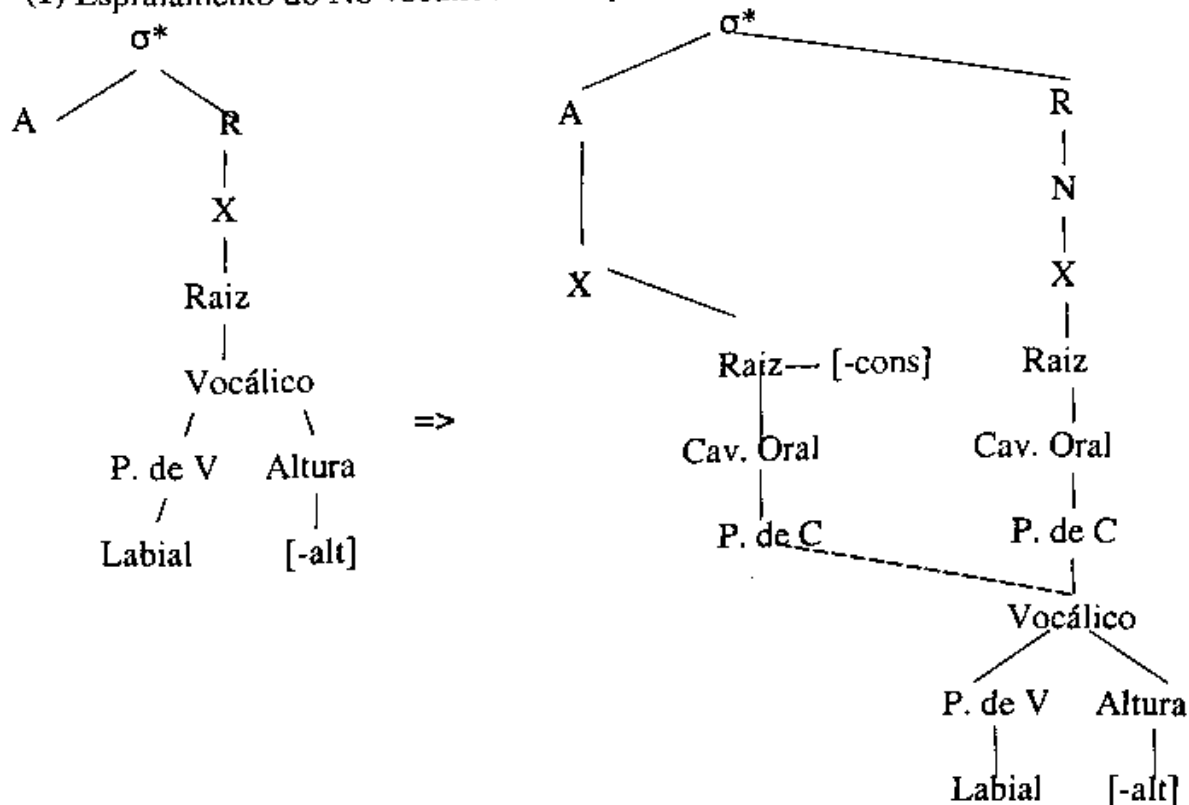 (1) Espraiamento do Nó
σ* σ*
A R A R
X N
X X
Raiz Raiz— [-cons] Raiz
Vocálico
=> Cav. Oral Cav. Oral
P. de V Altura
Labial [-alt] P. de C P. de C
Vocálico
P. de V Altura
Labial [-alt]